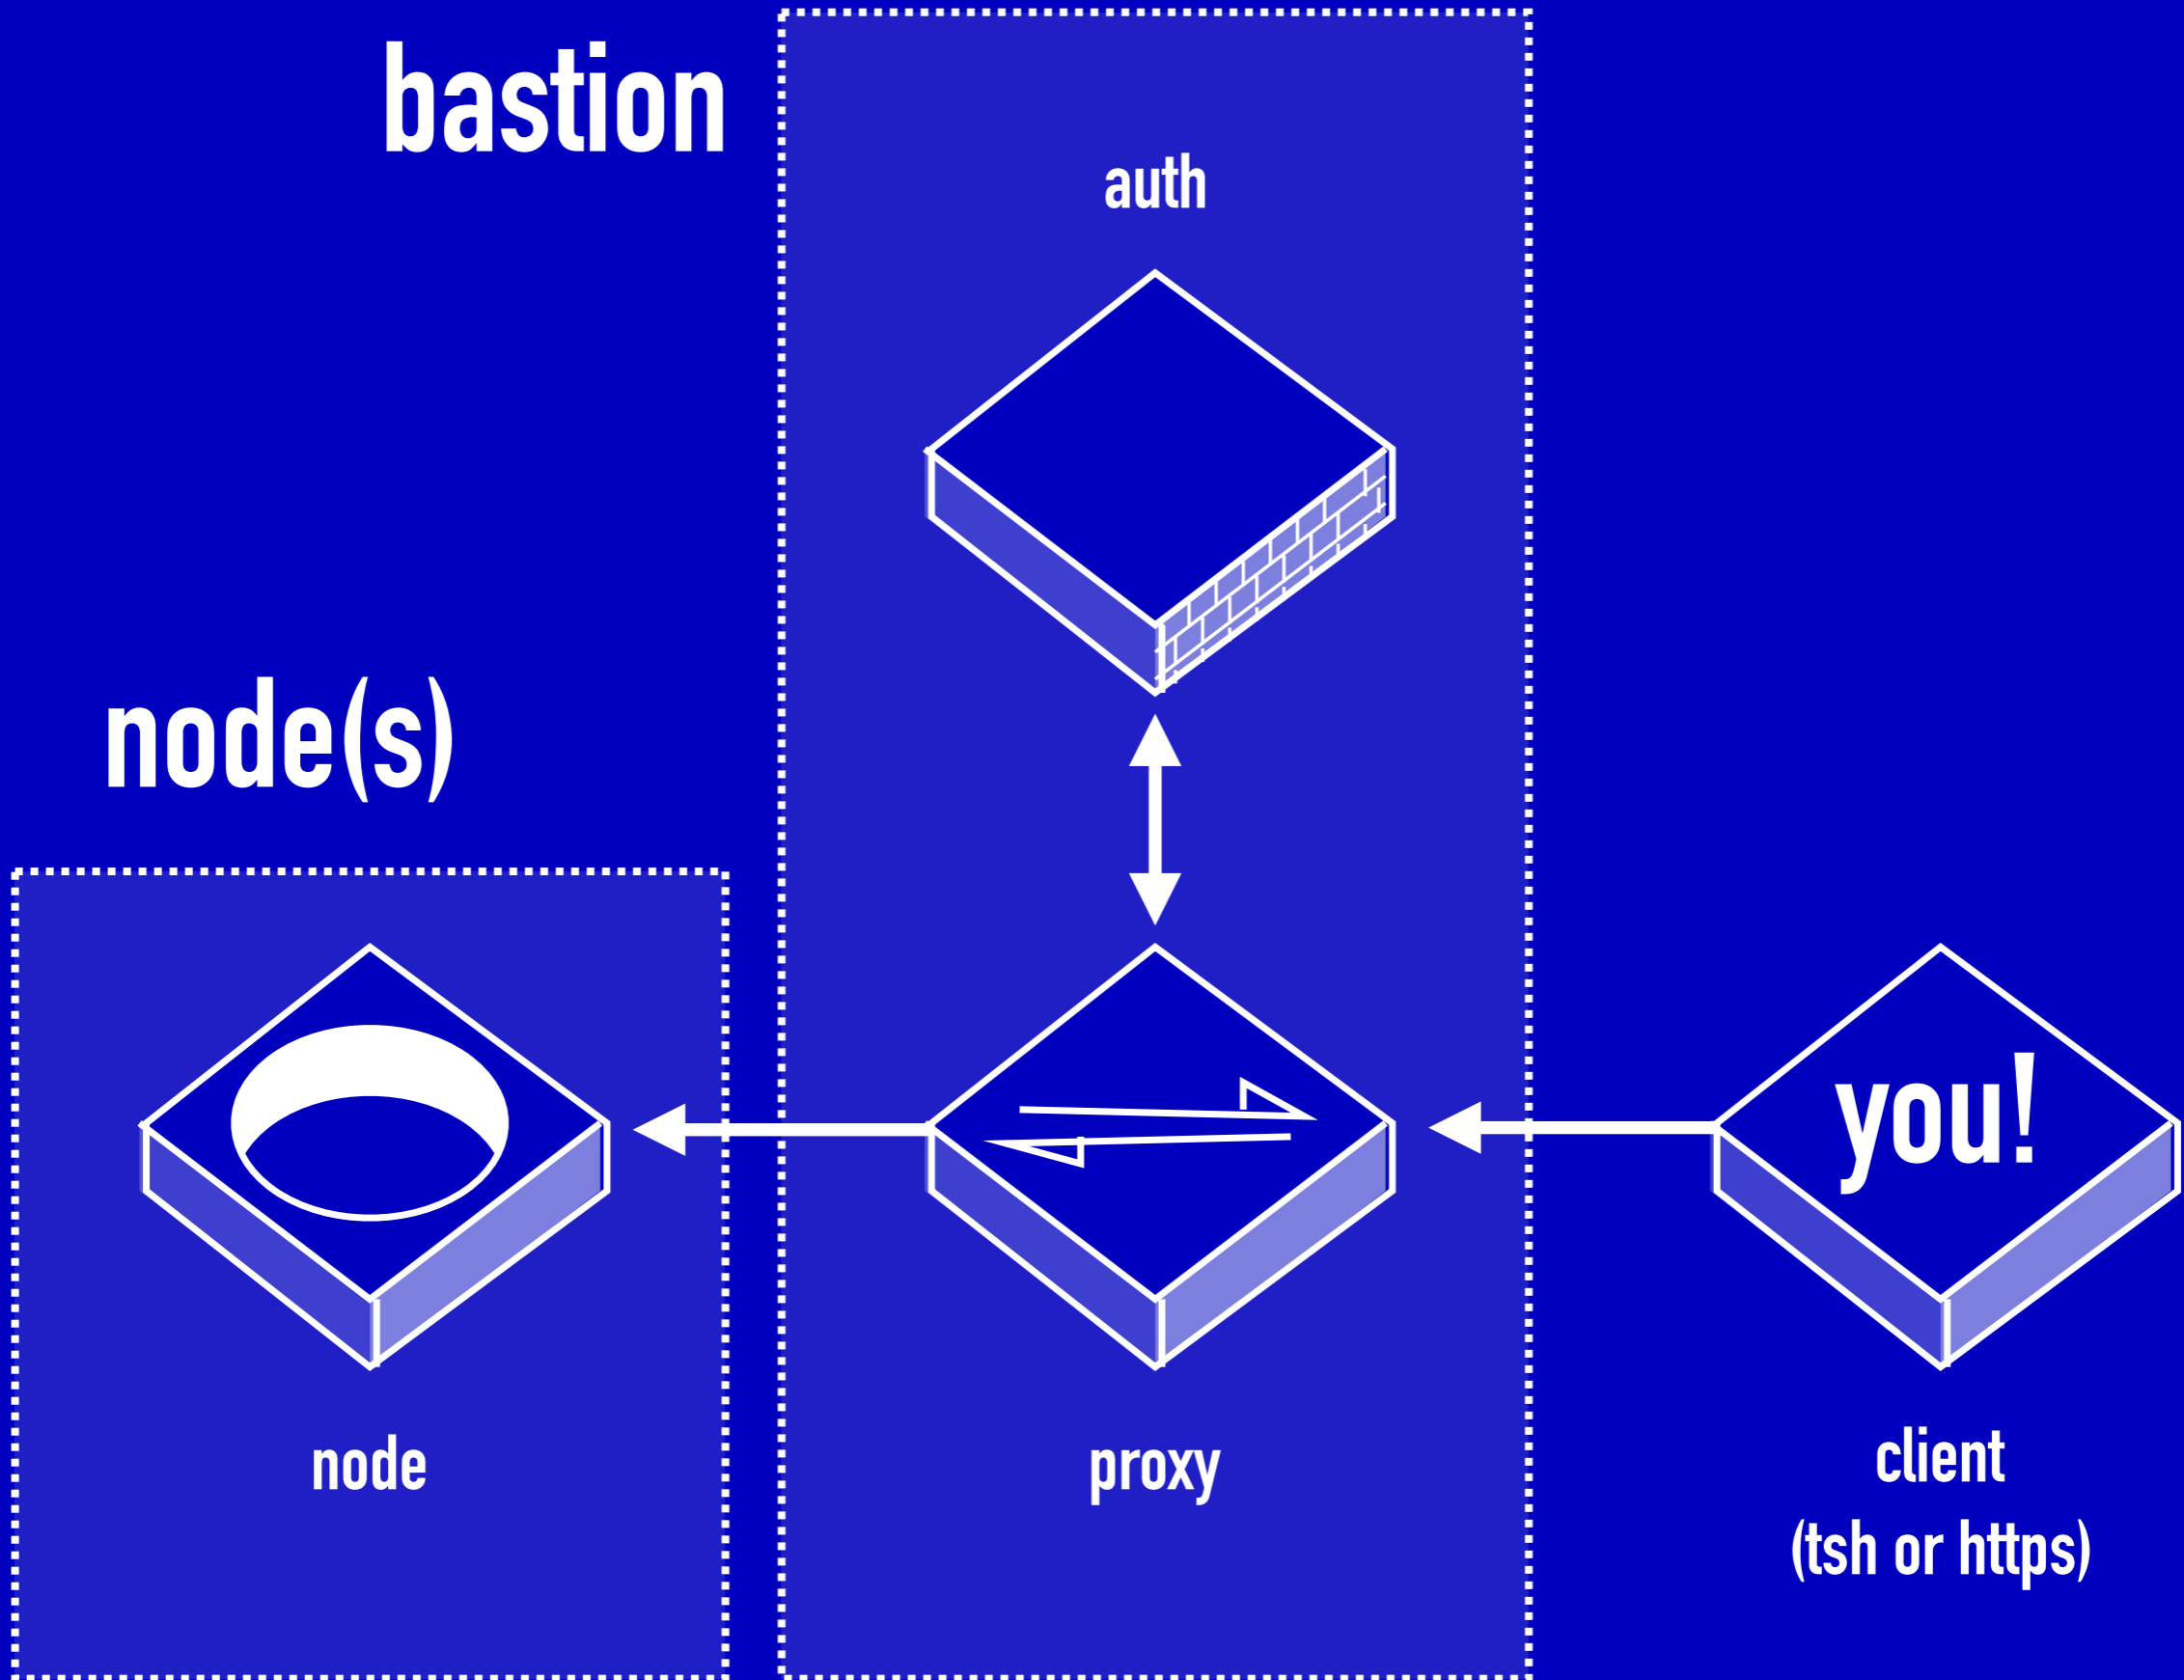 bastion
auth
node(s)
you!
node
proxy
client
(tsh or https)